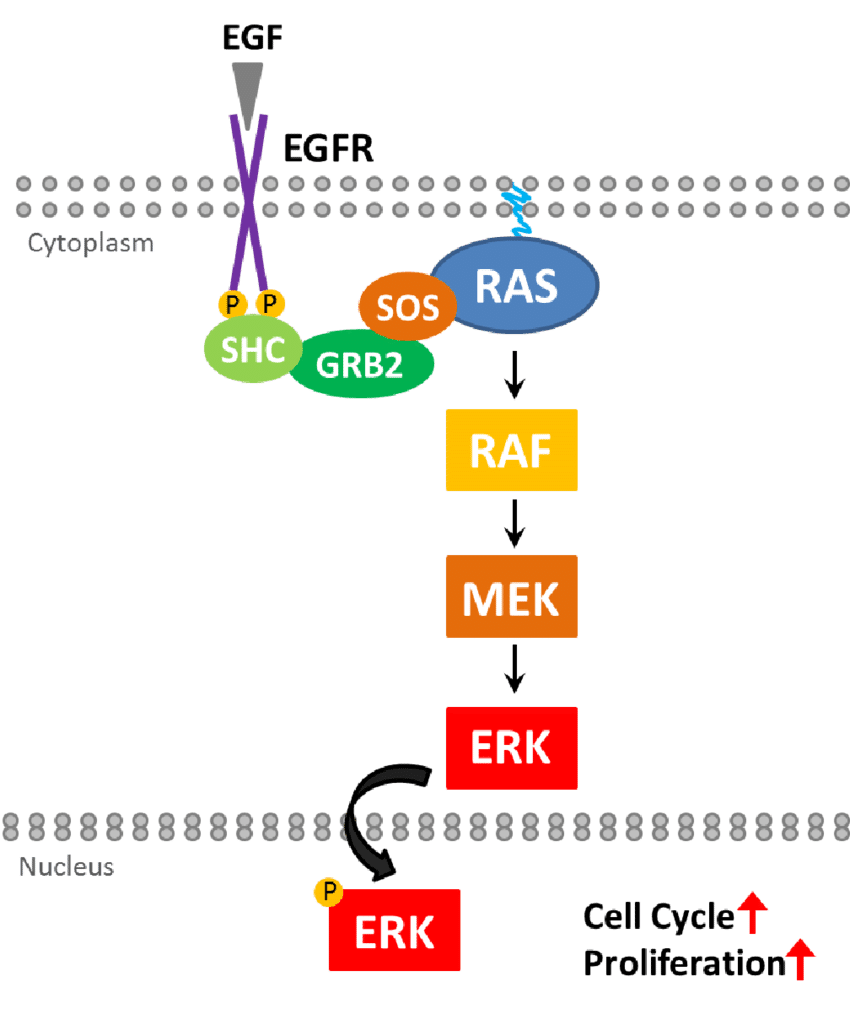 EGF
EGFR
Cytoplasm
RAS
SOS
P P
SHC
GRB2
RAF
MEK
ERK
Nucleus
P
ERK
Cell Cycle
Proliferation